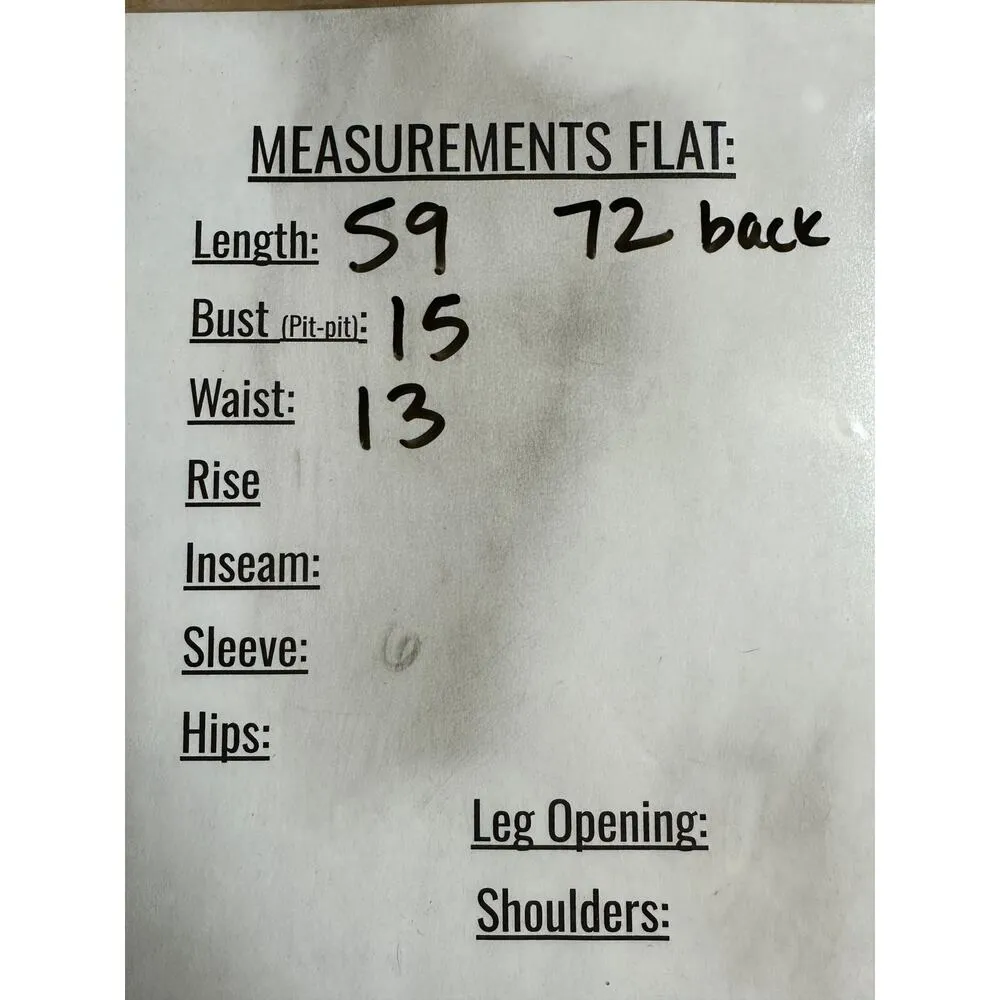 MEASUREMENTS FLAT:
Length: 59 72 back
Bust (Pit-pit): 15
Waist: 13
Rise
Inseam:
Sleeve: 6
Hips:
Leg Opening:
Shoulders: